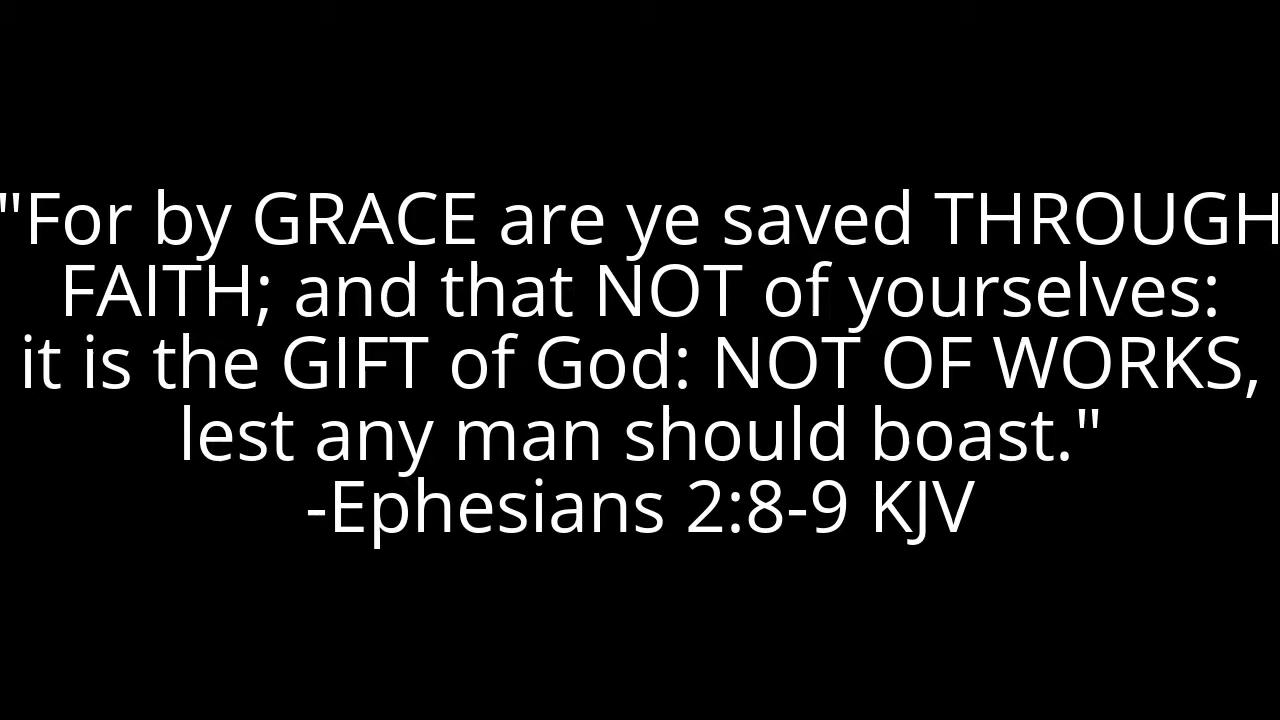 "For by GRACE are ye saved THROUGH
FAITH; and that NOT of yourselves:
it is the GIFT of God: NOT OF WORKS,
lest any man should boast."
-Ephesians 2:8-9 KJV